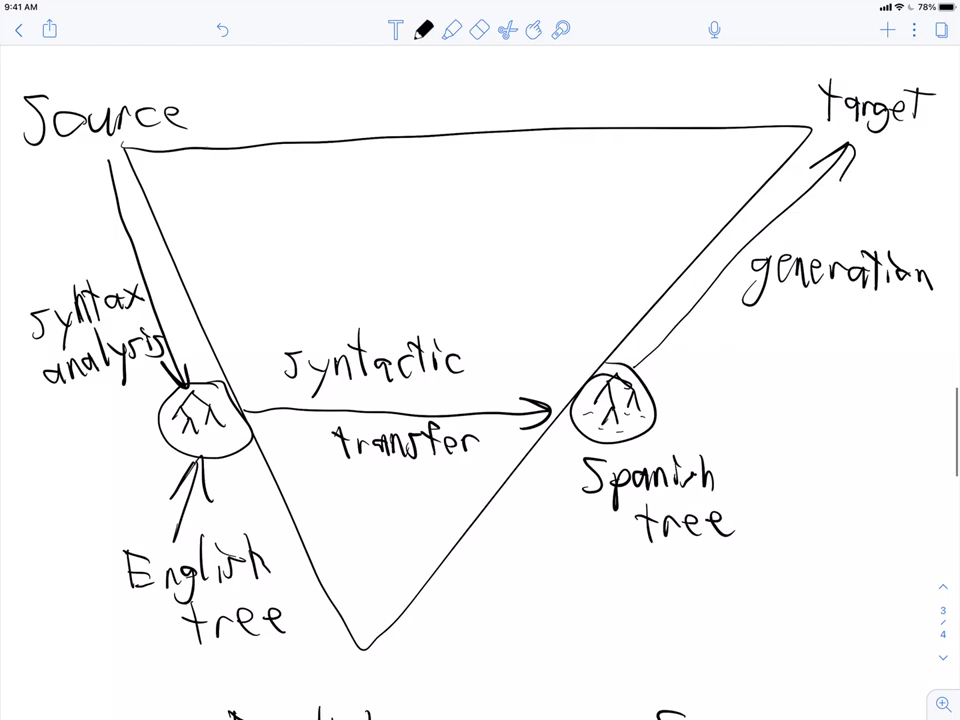 9:41 AM
78%
Source
target
syntax
analysis
generation
syntactic
transfer
Spanish
tree
English
tree
3
/
4